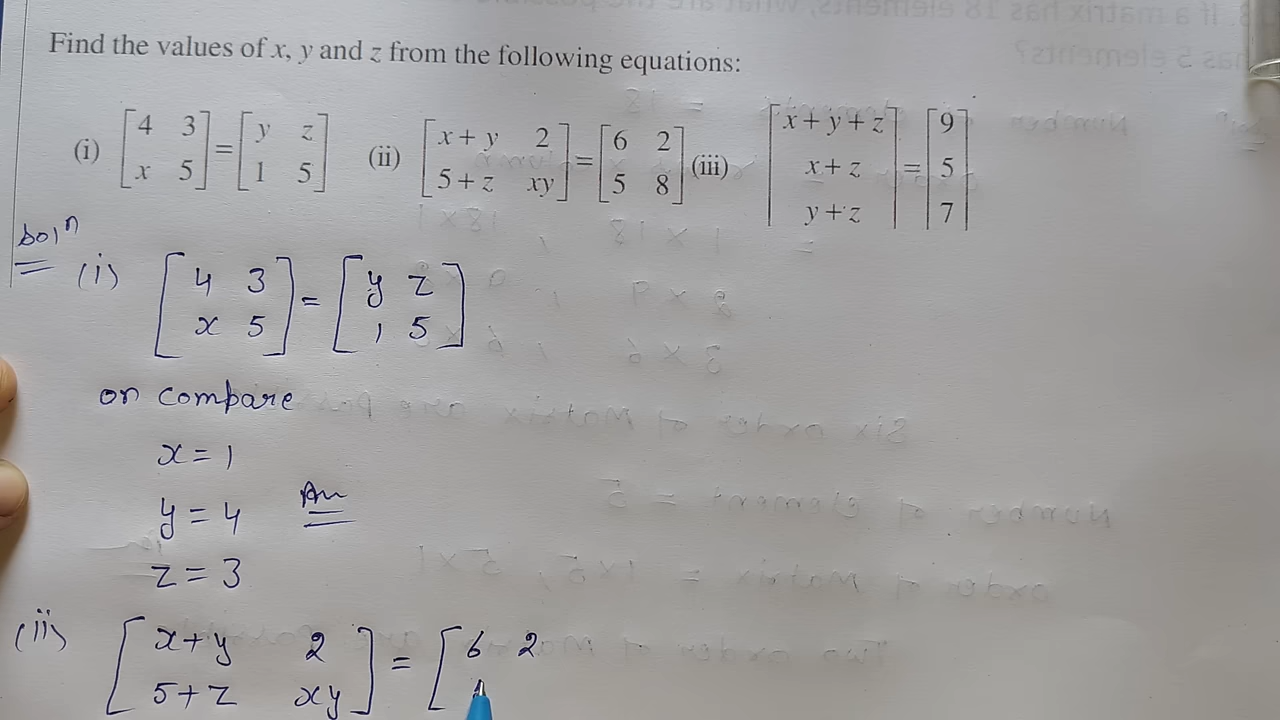 Find the values of x, y and z from the following equations:
(i) [4 3; x 5] = [y z; 1 5] (ii) [x + y 2; 5 + z xy] = [6 2; 5 8] (iii) [x + y + z; x + z; y + z] = [9; 5; 7]
Soln
(i) [4 3; x 5] = [y z; 1 5]
on compare
x = 1
y = 4 Ans
z = 3
(ii) [x+y 2; 5+z xy] = [6 2